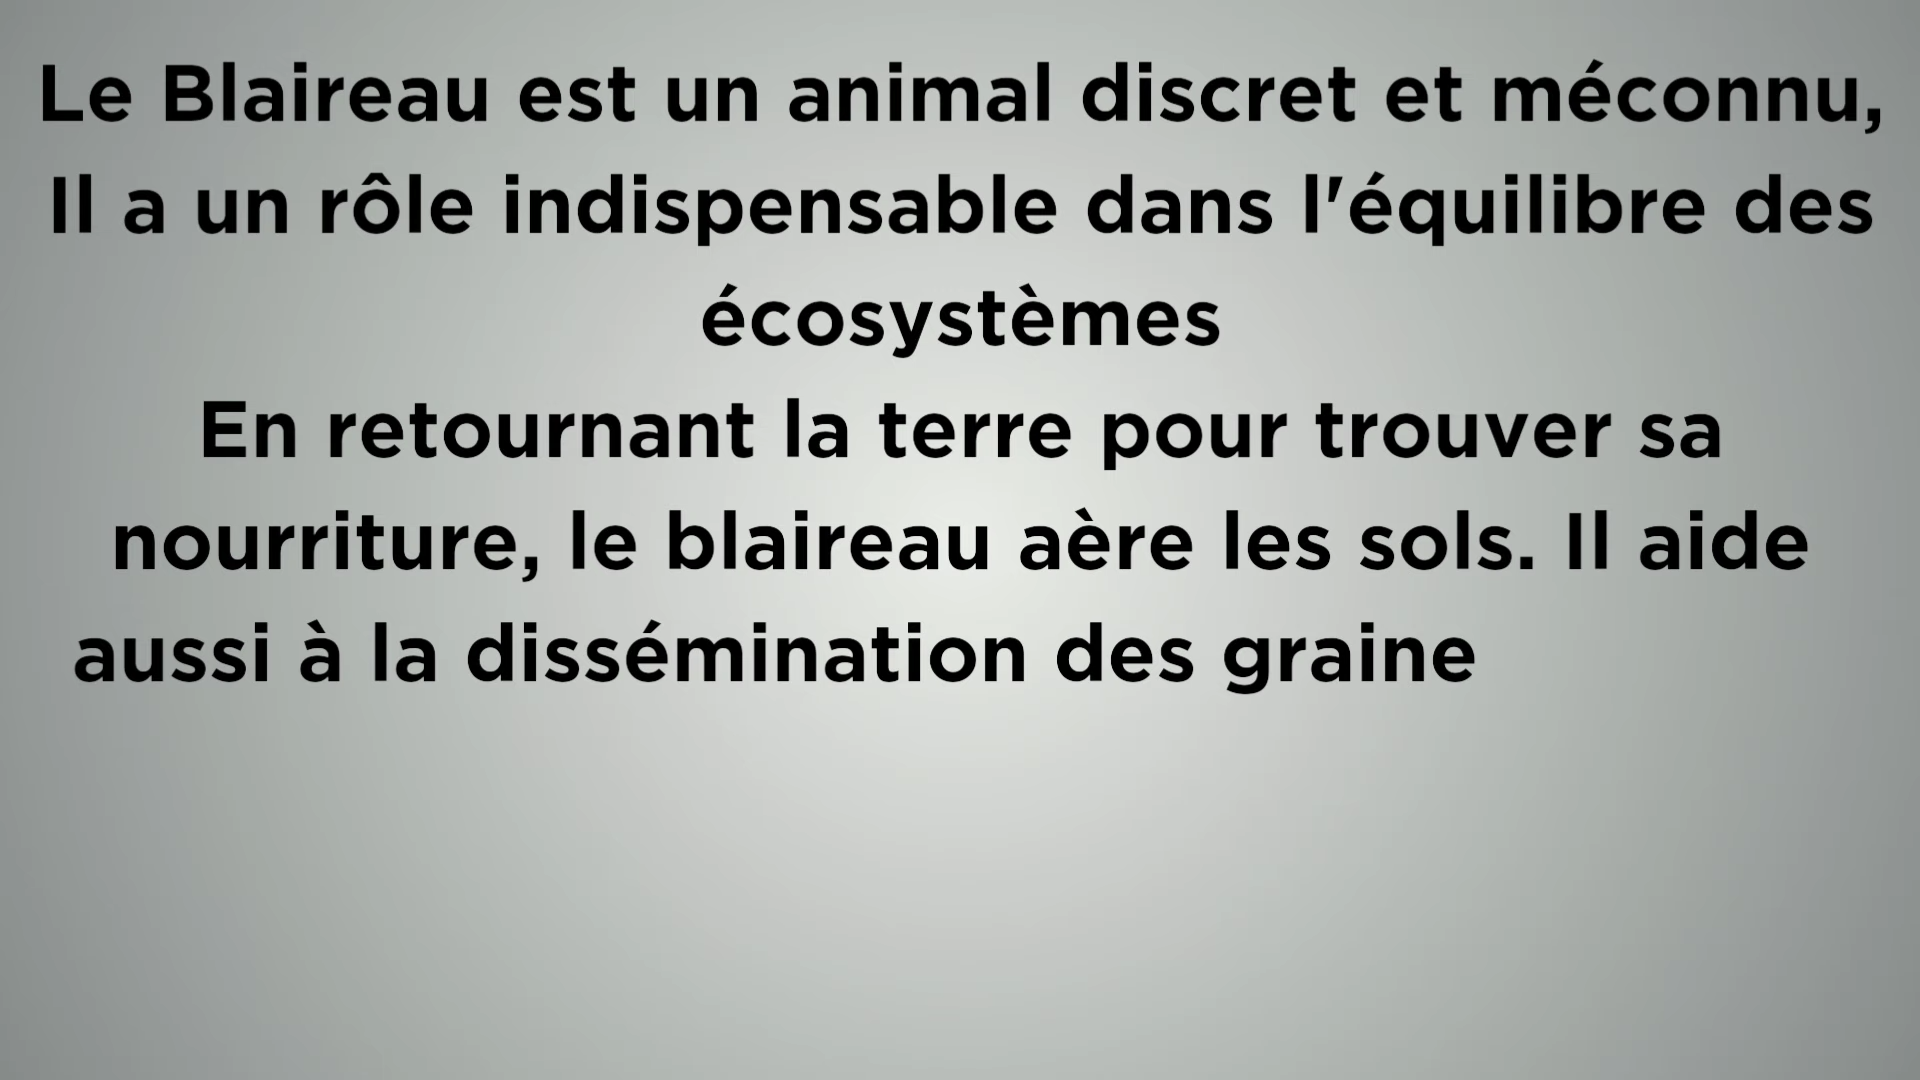 Le Blaireau est un animal discret et méconnu,
Il a un rôle indispensable dans l'équilibre des
écosystèmes
En retournant la terre pour trouver sa
nourriture, le blaireau aère les sols. Il aide
aussi à la dissémination des graine